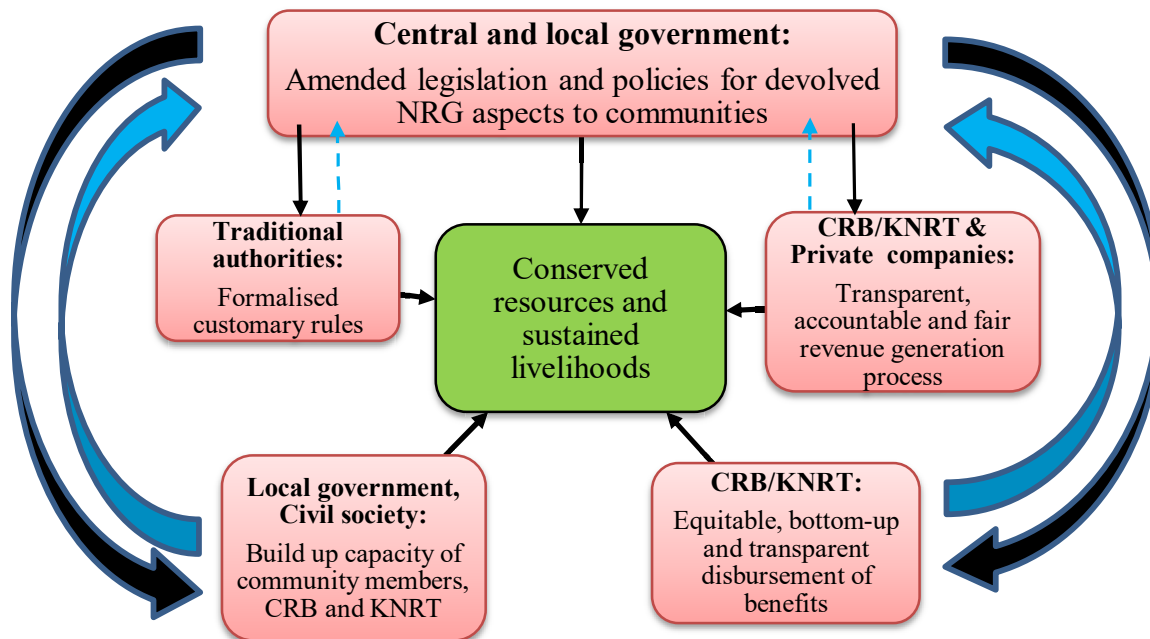 Central and local government:
Amended legislation and policies for devolved
NRG aspects to communities
Traditional
authorities:
Formalised
customary rules
Conserved
resources and
sustained
livelihoods
CRB/KNRT &
Private companies:
Transparent,
accountable and fair
revenue generation
process
Local government,
Civil society:
Build up capacity of
community members,
CRB and KNRT
CRB/KNRT:
Equitable, bottom-up
and transparent
disbursement of
benefits